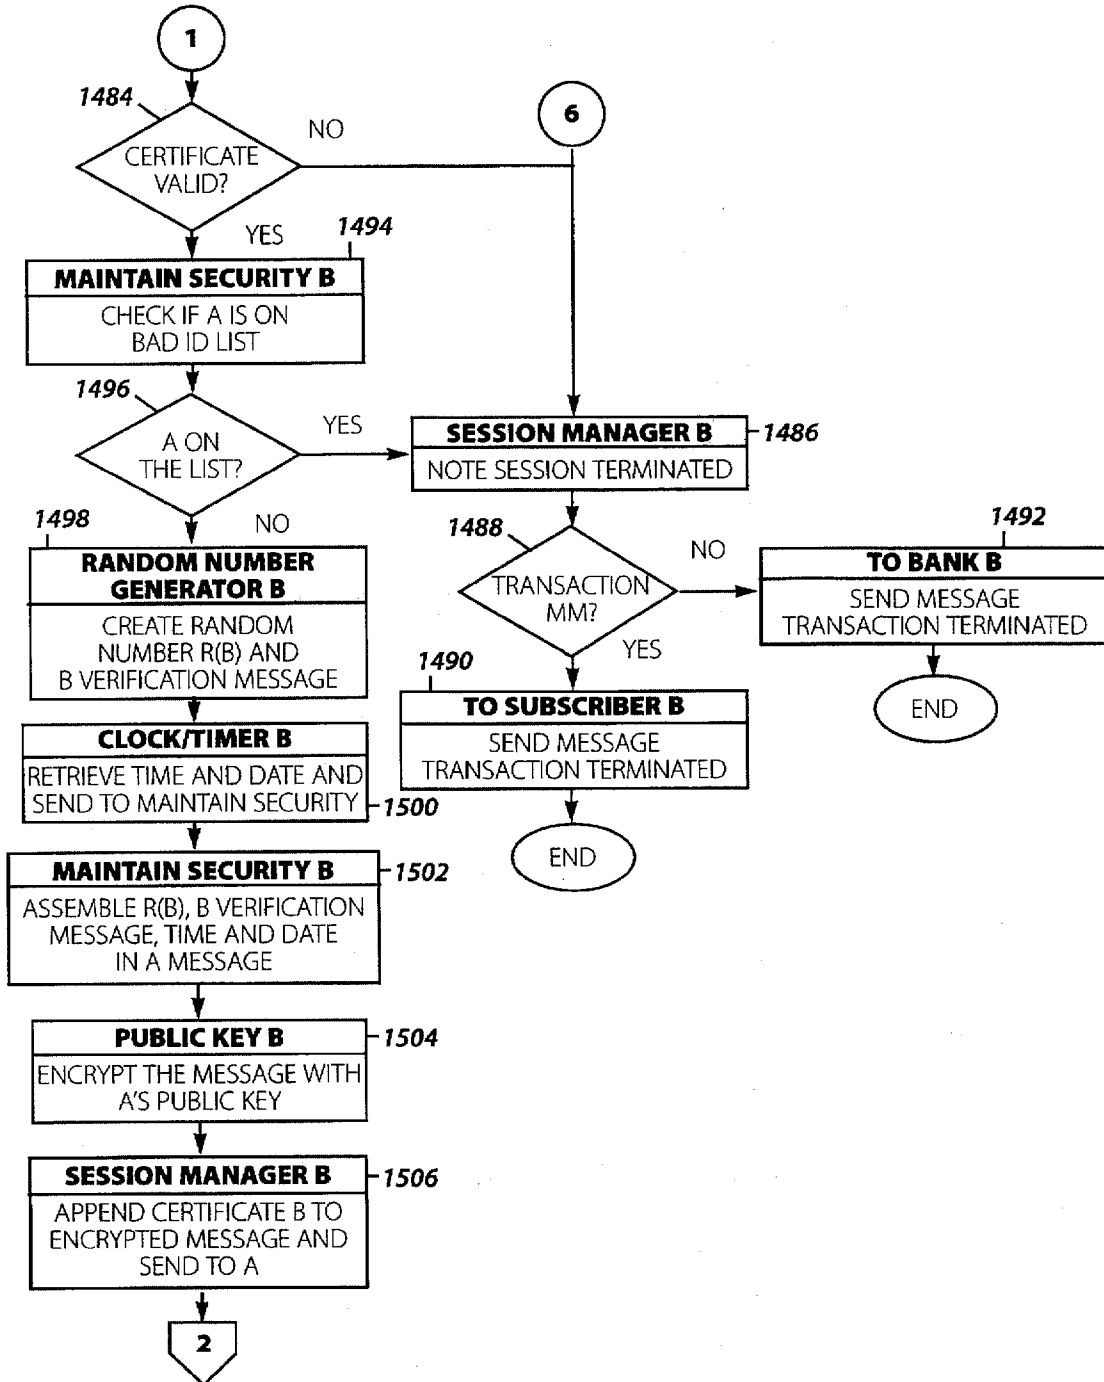 1
1484
CERTIFICATE
VALID?
NO
6
YES
1494
MAINTAIN SECURITY B
CHECK IF A IS ON
BAD ID LIST
1496
A ON
THE LIST?
YES
SESSION MANAGER B
1486
NOTE SESSION TERMINATED
1498
NO
RANDOM NUMBER
GENERATOR B
CREATE RANDOM
NUMBER R(B) AND
B VERIFICATION MESSAGE
1488
TRANSACTION
MM?
NO
YES
1492
TO BANK B
SEND MESSAGE
TRANSACTION TERMINATED
END
1490
TO SUBSCRIBER B
SEND MESSAGE
TRANSACTION TERMINATED
END
CLOCK/TIMER B
RETRIEVE TIME AND DATE AND
SEND TO MAINTAIN SECURITY
1500
MAINTAIN SECURITY B
1502
ASSEMBLE R(B), B VERIFICATION
MESSAGE, TIME AND DATE
IN A MESSAGE
PUBLIC KEY B
1504
ENCRYPT THE MESSAGE WITH
A'S PUBLIC KEY
SESSION MANAGER B
1506
APPEND CERTIFICATE B TO
ENCRYPTED MESSAGE AND
SEND TO A
2